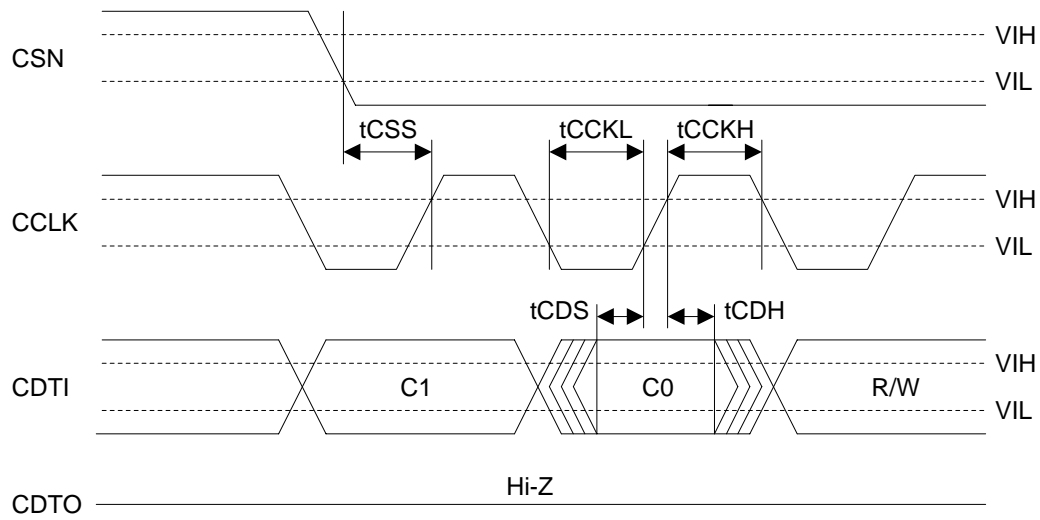 CSN
VIH
VIL
tCSS
tCCKL
tCCKH
CCLK
VIH
VIL
tCDS
tCDH
CDTI
C1
C0
R/W
VIH
VIL
Hi-Z
CDTO